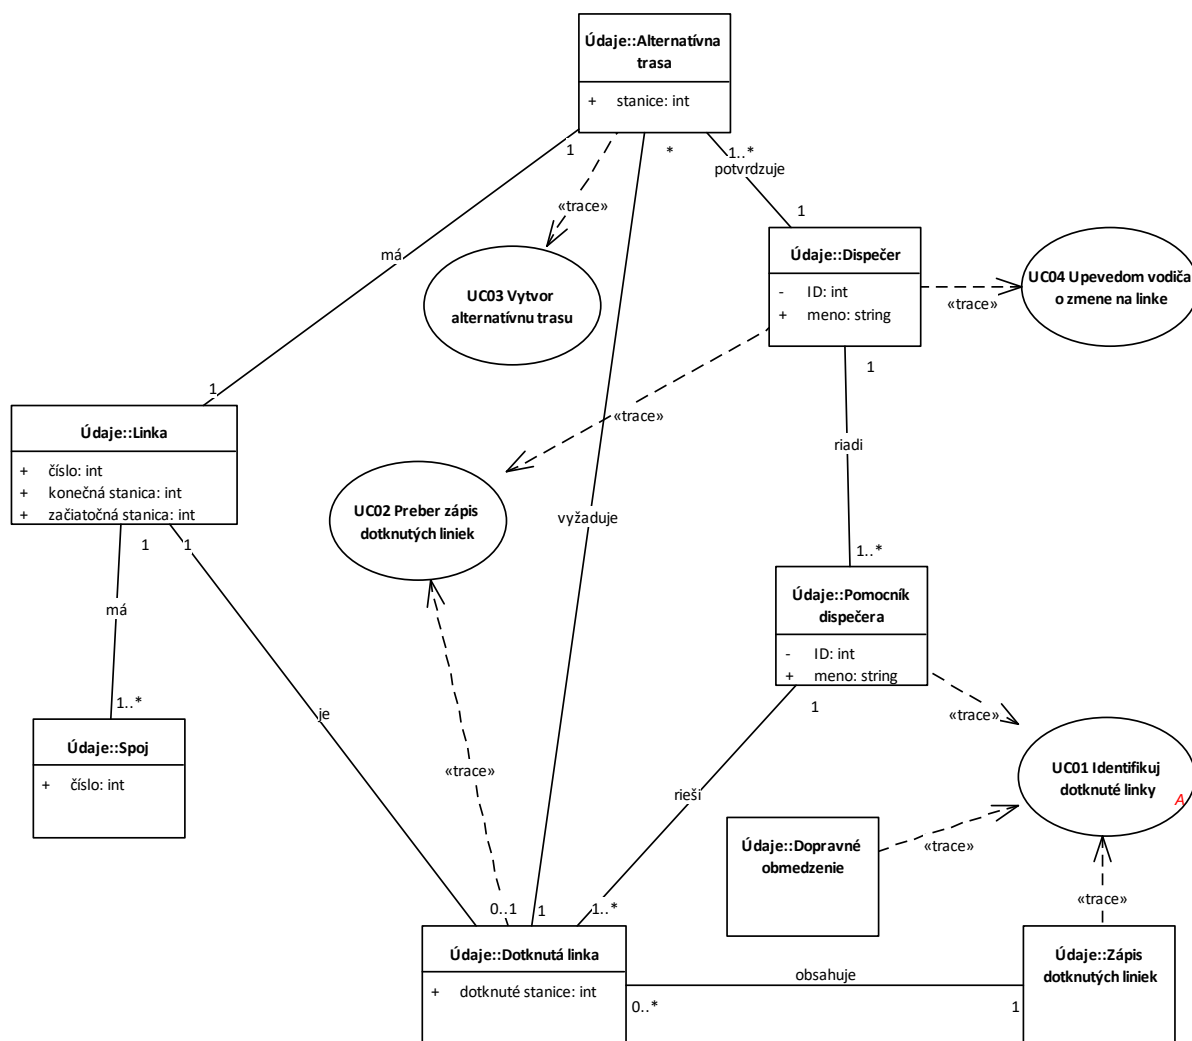 Údaje::Alternatívna
trasa
+ stanice: int
1
*
1..*
potvrdzuje
«trace»
1
má
Údaje::Dispečer
- ID: int
+ meno: string
UC04 Upevedom vodiča
o zmene na linke
«trace»
UC03 Vytvor
alternatívnu trasu
1
1
«trace»
Údaje::Linka
+ číslo: int
+ konečná stanica: int
+ začiatočná stanica: int
riadi
UC02 Preber zápis
dotknutých liniek
vyžaduje
1
1
1..*
má
Údaje::Pomocník
dispečera
- ID: int
+ meno: string
1..*
je
1
«trace»
Údaje::Spoj
+ číslo: int
«trace»
rieši
UC01 Identifikuj
dotknuté linky
A
Údaje::Dopravné
obmedzenie
«trace»
«trace»
0..1
1
1..*
Údaje::Dotknutá linka
+ dotknuté stanice: int
obsahuje
0..*
1
Údaje::Zápis
dotknutých liniek